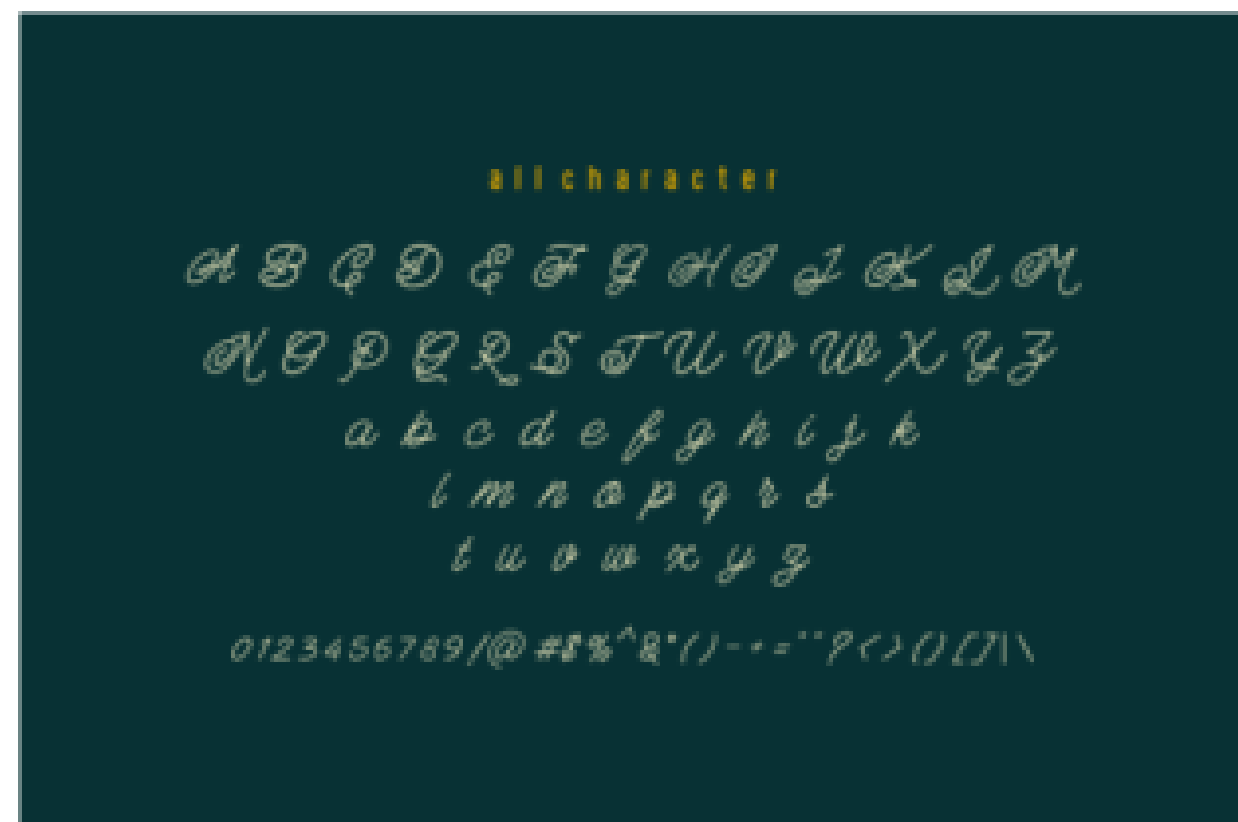 all character
A B C D E F G H I J K L M
N O P Q R S T U V W X Y Z
a b c d e f g h i j k
l m n o p q r s
t u v w x y z
0123456789/@#$%^&*()-+=""?<>(){}[]|\